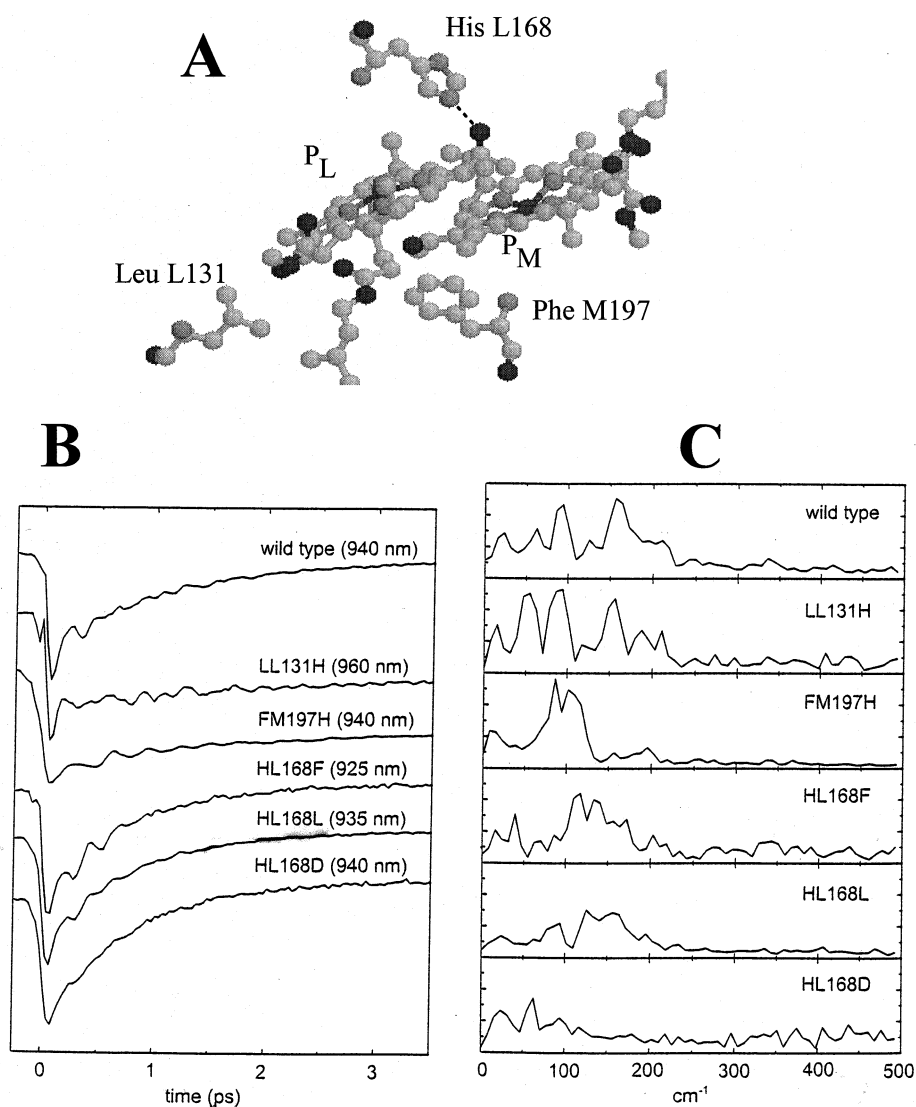 A
His L168
P
L
P
M
Leu L131
Phe M197
B
wild type (940 nm)
LL131H (960 nm)
FM197H (940 nm)
HL168F (925 nm)
HL168L (935 nm)
HL168D (940 nm)
0
1
2
3
time (ps)
C
wild type
LL131H
FM197H
HL168F
HL168L
HL168D
0
100
200
300
400
500
cm-1